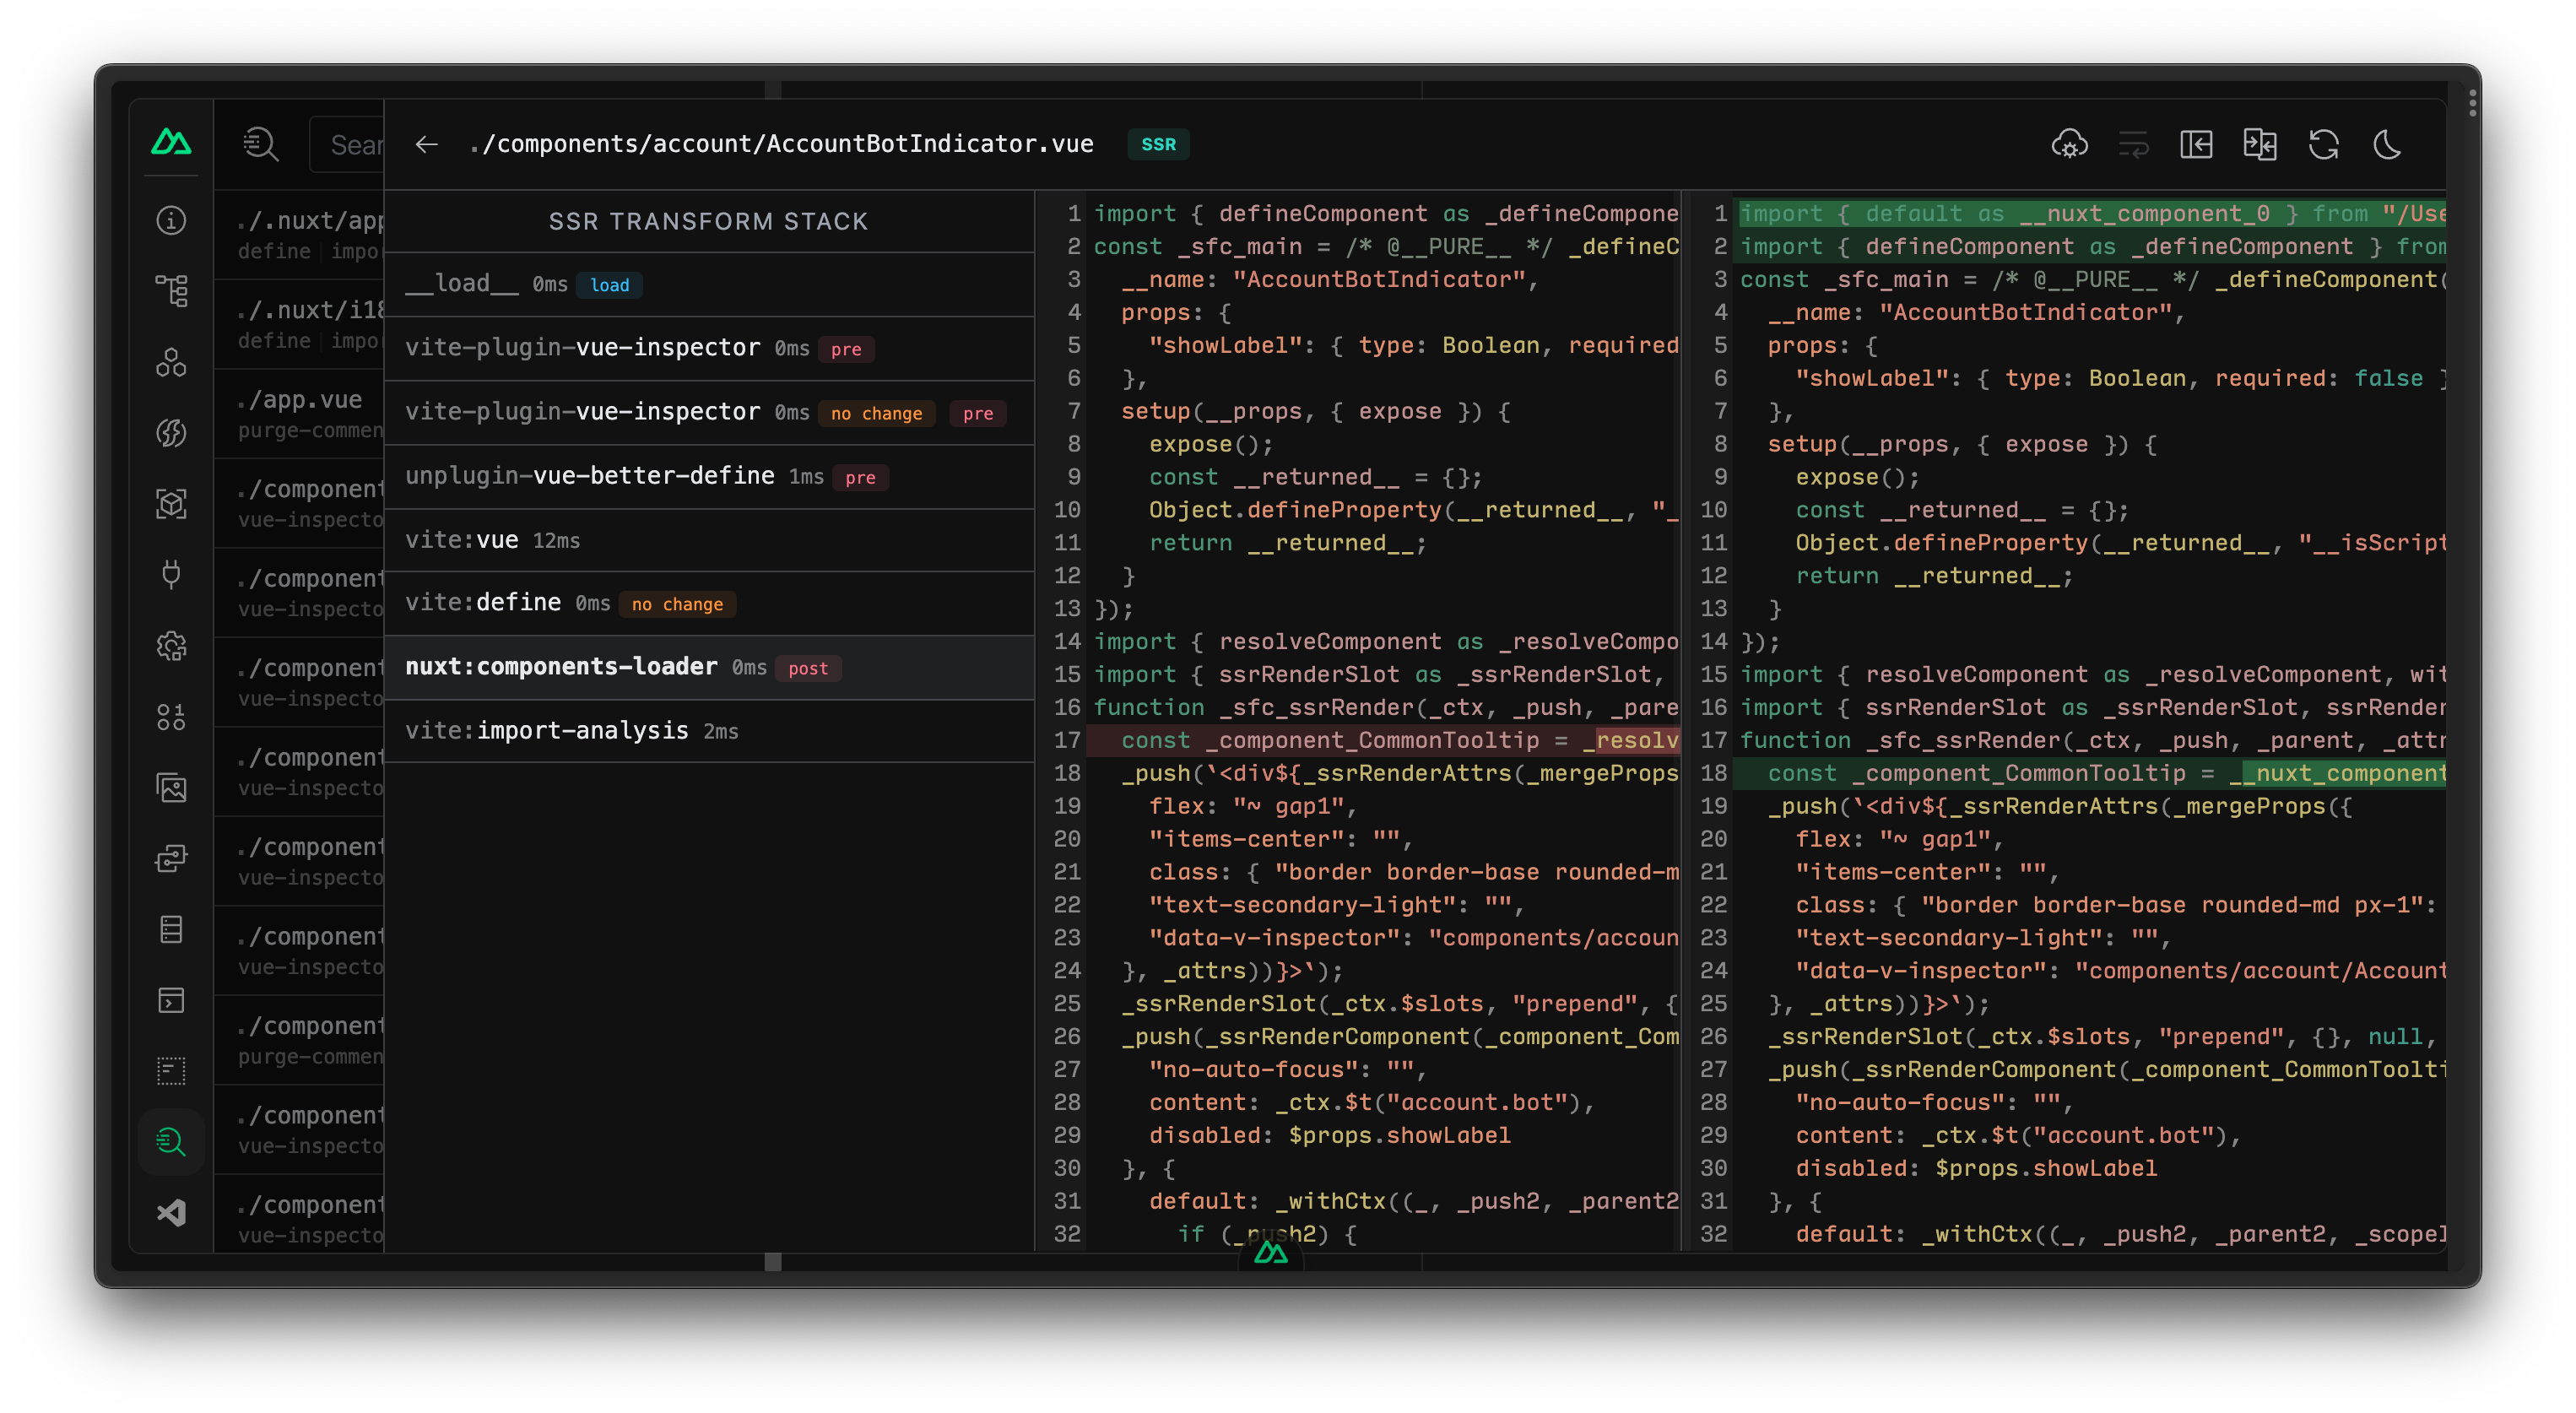 Sear
./components/account/AccountBotIndicator.vue SSR
./.nuxt/app
define impor
./.nuxt/i18
define impor
./app.vue
purge-commen
./component
vue-inspecto
./component
vue-inspecto
./component
vue-inspecto
./component
vue-inspecto
./component
vue-inspecto
./component
vue-inspecto
./component
purge-commen
./component
vue-inspecto
./component
vue-inspecto
SSR TRANSFORM STACK
__load__ 0ms load
vite-plugin-vue-inspector 0ms pre
vite-plugin-vue-inspector 0ms no change pre
unplugin-vue-better-define 1ms pre
vite:vue 12ms
vite:define 0ms no change
nuxt:components-loader 0ms post
vite:import-analysis 2ms
1 import { defineComponent as _defineCompone
2 const _sfc_main = /* @__PURE__ */ _defineC
3 __name: "AccountBotIndicator",
4 props: {
5 "showLabel": { type: Boolean, required
6 },
7 setup(__props, { expose }) {
8 expose();
9 const __returned__ = {};
10 Object.defineProperty(__returned__, "_
11 return __returned__;
12 }
13 });
14 import { resolveComponent as _resolveCompo
15 import { ssrRenderSlot as _ssrRenderSlot,
16 function _sfc_ssrRender(_ctx, _push, _pare
17 const _component_CommonTooltip = _resolv
18 _push(`<div${_ssrRenderAttrs(_mergeProps
19 flex: "~ gap1",
20 "items-center": "",
21 class: { "border border-base rounded-m
22 "text-secondary-light": "",
23 "data-v-inspector": "components/accoun
24 }, _attrs))}>`);
25 _ssrRenderSlot(_ctx.$slots, "prepend", {
26 _push(_ssrRenderComponent(_component_Com
27 "no-auto-focus": "",
28 content: _ctx.$t("account.bot"),
29 disabled: $props.showLabel
30 }, {
31 default: _withCtx((_, _push2, _parent2
32 if (_push2) {
1 import { default as __nuxt_component_0 } from "/Use
2 import { defineComponent as _defineComponent } from
3 const _sfc_main = /* @__PURE__ */ _defineComponent(
4 __name: "AccountBotIndicator",
5 props: {
6 "showLabel": { type: Boolean, required: false }
7 },
8 setup(__props, { expose }) {
9 expose();
10 const __returned__ = {};
11 Object.defineProperty(__returned__, "__isScript
12 return __returned__;
13 }
14 });
15 import { resolveComponent as _resolveComponent, wit
16 import { ssrRenderSlot as _ssrRenderSlot, ssrRender
17 function _sfc_ssrRender(_ctx, _push, _parent, _attr
18 const _component_CommonTooltip = __nuxt_component
19 _push(`<div${_ssrRenderAttrs(_mergeProps({
20 flex: "~ gap1",
21 "items-center": "",
22 class: { "border border-base rounded-md px-1":
23 "text-secondary-light": "",
24 "data-v-inspector": "components/account/Account
25 }, _attrs))}>`);
26 _ssrRenderSlot(_ctx.$slots, "prepend", {}, null,
27 _push(_ssrRenderComponent(_component_CommonToolti
28 "no-auto-focus": "",
29 content: _ctx.$t("account.bot"),
30 disabled: $props.showLabel
31 }, {
32 default: _withCtx((_, _push2, _parent2, _scopeI